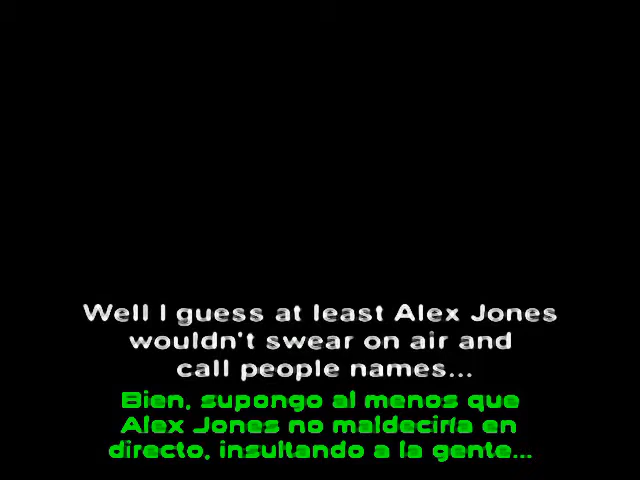 Well I guess at least Alex Jones
wouldn't swear on air and
call people names...
Bien, supongo al menos que
Alex Jones no maldeciría en
directo, insultando a la gente...